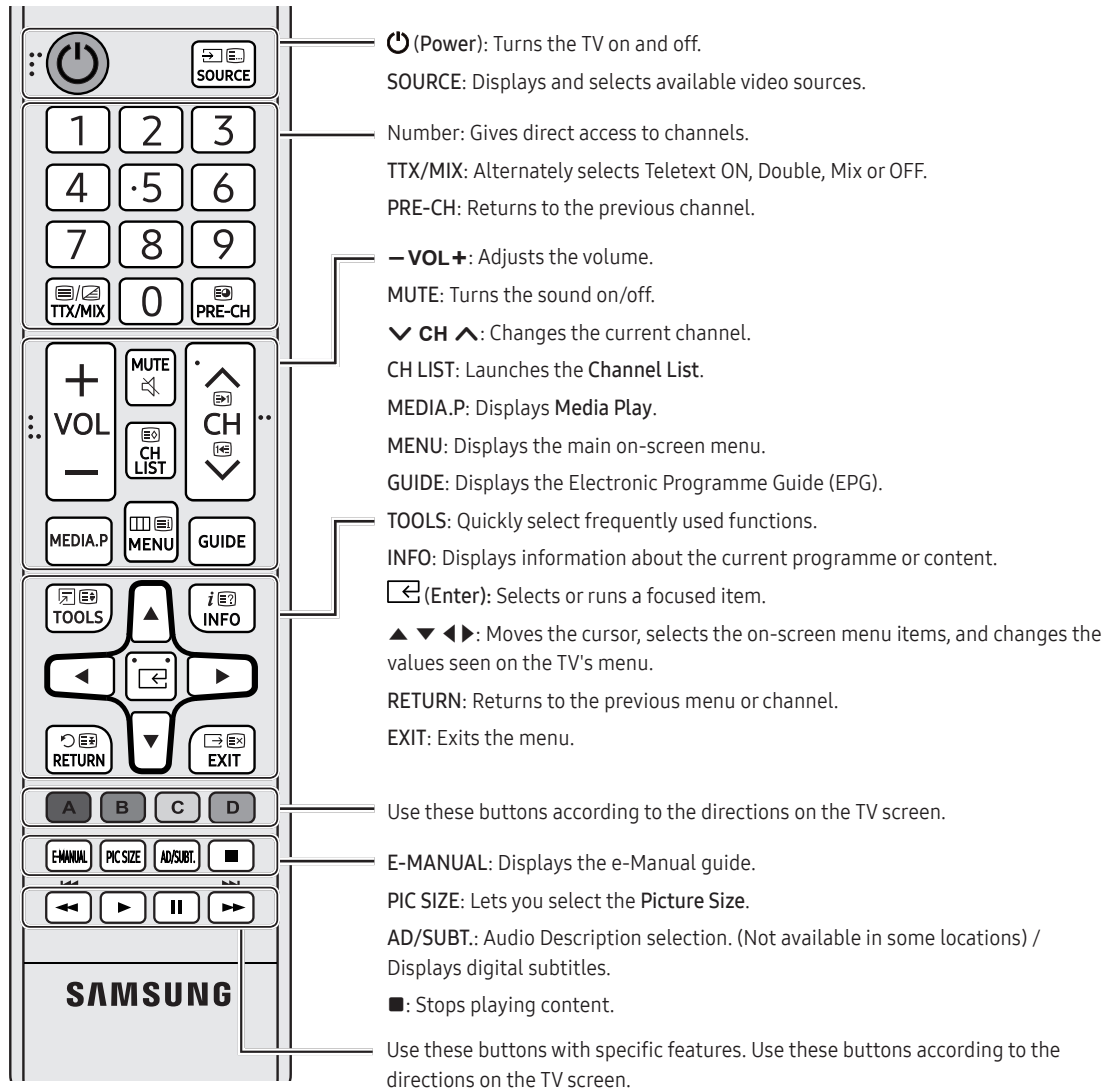 SOURCE
1 2 3
4 ·5 6
7 8 9
TTX/MIX 0 PRE-CH
+ VOL −
MUTE
CH LIST
CH
MEDIA.P MENU GUIDE
TOOLS INFO
RETURN EXIT
A B C D
E-MANUAL PIC SIZE AD/SUBT.
SAMSUNG
(Power): Turns the TV on and off.
SOURCE: Displays and selects available video sources.
Number: Gives direct access to channels.
TTX/MIX: Alternately selects Teletext ON, Double, Mix or OFF.
PRE-CH: Returns to the previous channel.
− VOL +: Adjusts the volume.
MUTE: Turns the sound on/off.
CH : Changes the current channel.
CH LIST: Launches the Channel List.
MEDIA.P: Displays Media Play.
MENU: Displays the main on-screen menu.
GUIDE: Displays the Electronic Programme Guide (EPG).
TOOLS: Quickly select frequently used functions.
INFO: Displays information about the current programme or content.
(Enter): Selects or runs a focused item.
▲ ▼ ◀ ▶: Moves the cursor, selects the on-screen menu items, and changes the
values seen on the TV's menu.
RETURN: Returns to the previous menu or channel.
EXIT: Exits the menu.
Use these buttons according to the directions on the TV screen.
E-MANUAL: Displays the e-Manual guide.
PIC SIZE: Lets you select the Picture Size.
AD/SUBT.: Audio Description selection. (Not available in some locations) /
Displays digital subtitles.
■: Stops playing content.
Use these buttons with specific features. Use these buttons according to the
directions on the TV screen.